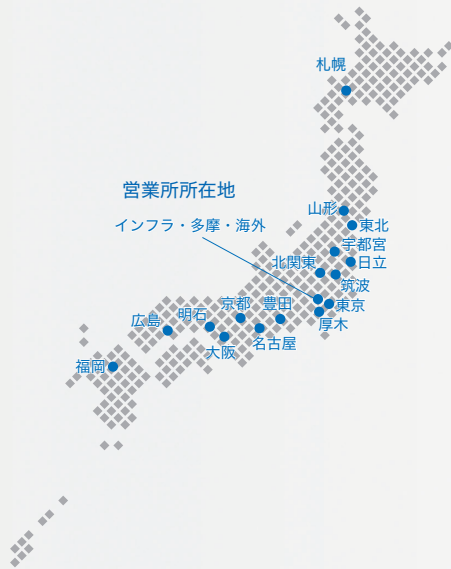 札幌
営業所所在地
インフラ・多摩・海外
山形
東北
宇都宮
日立
北関東
筑波
東京
厚木
京都
豊田
明石
広島
名古屋
大阪
福岡